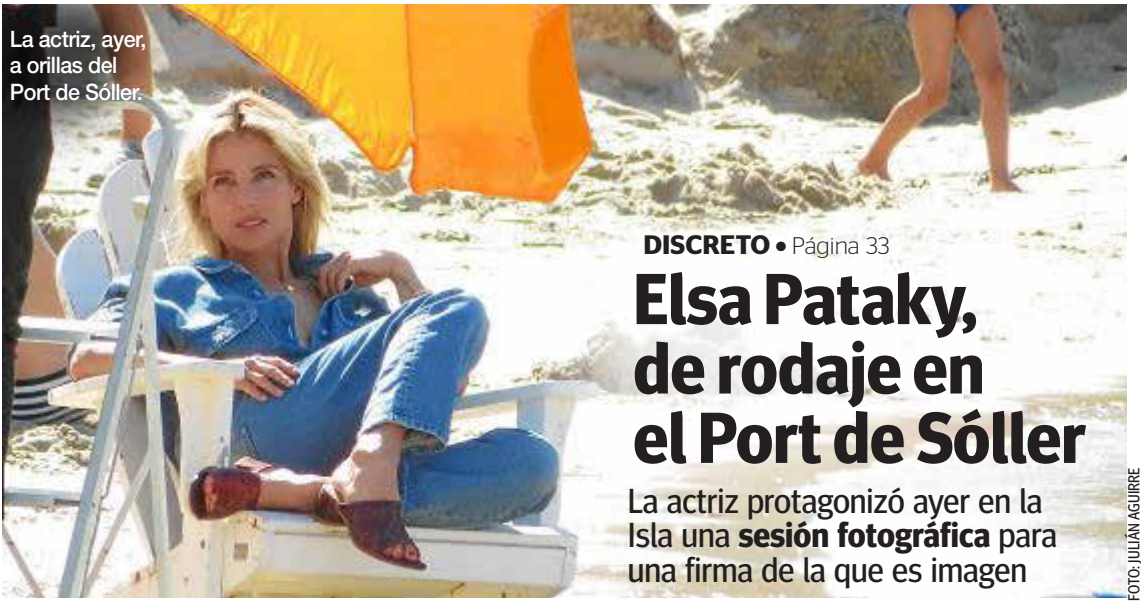 La actriz, ayer,
a orillas del
Port de Sóller.
DISCRETO • Página 33
Elsa Pataky,
de rodaje en
el Port de Sóller
La actriz protagonizó ayer en la
Isla una sesión fotográfica para
una firma de la que es imagen
FOTO: JULIÁN AGUIRRE